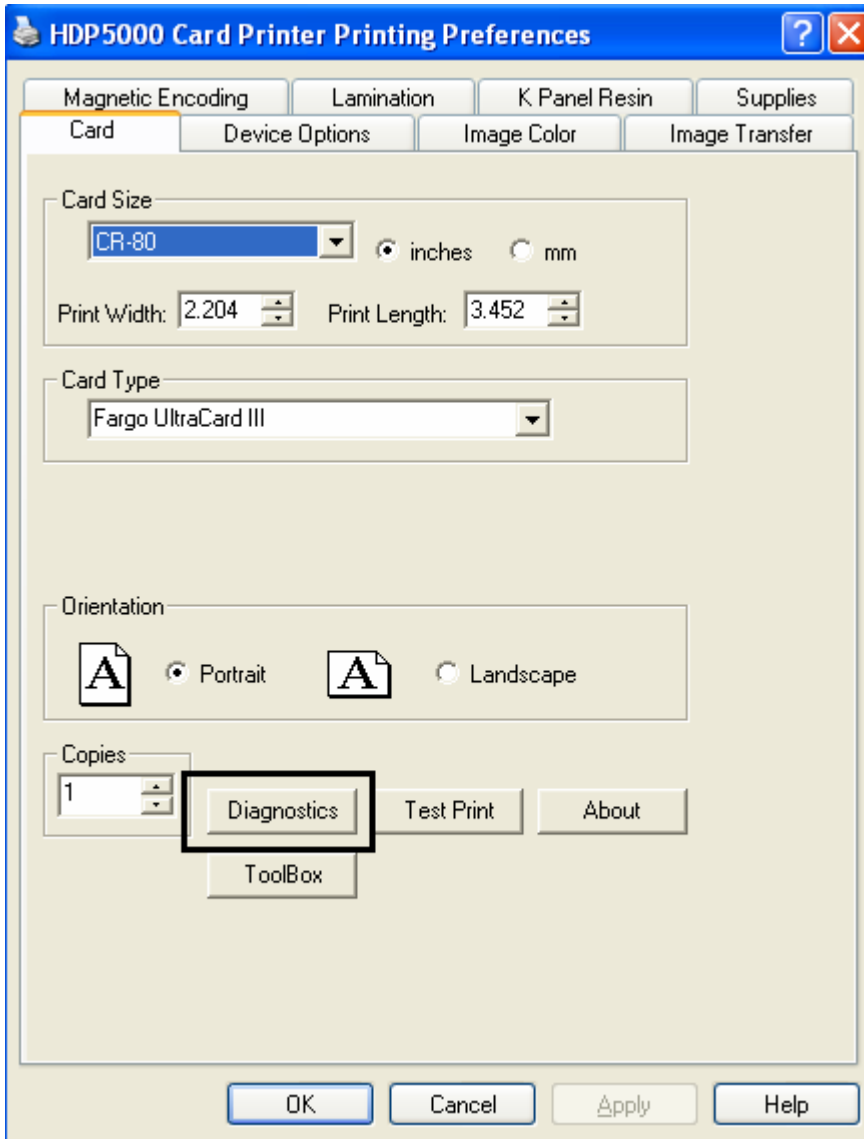 HDP5000 Card Printer Printing Preferences
Magnetic Encoding Lamination K Panel Resin Supplies
Card Device Options Image Color Image Transfer
Card Size
CR-80 inches mm
Print Width: 2.204 Print Length: 3.452
Card Type
Fargo UltraCard III
Orientation
A Portrait A Landscape
Copies
1 Diagnostics Test Print About
ToolBox
OK Cancel Apply Help